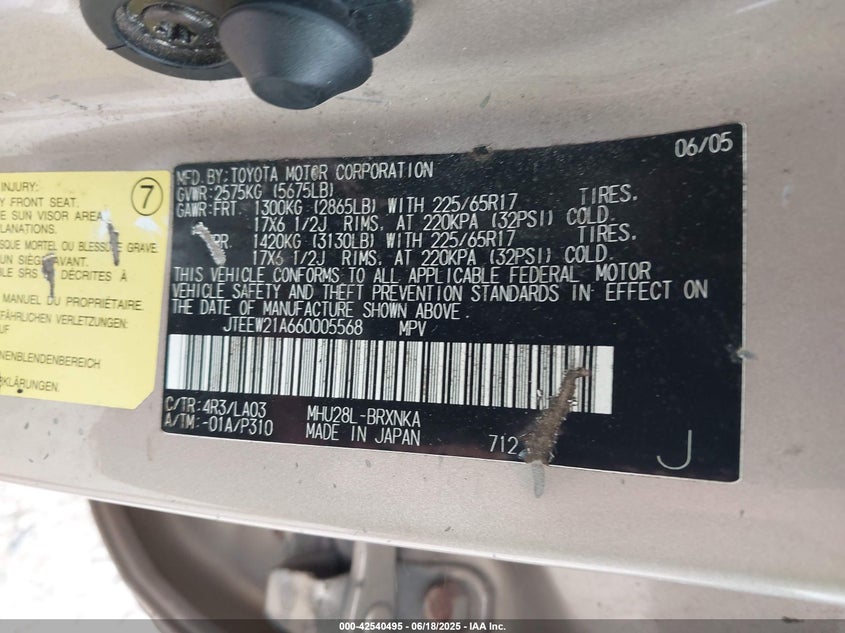 INJURY:
FRONT SEAT.
SUN VISOR AREA
SQUE MORTEL OU BLESSURE GRAVE.
UN SIÈGE AVANT.
SRS DÉCRITES À
MANUEL DU PROPRIÉTAIRE.
FÄHRLICHEN VERLETZUNGEN:
NENBLENDENBEREICH
KLÄRUNGEN.
7
06/05
MFD. BY: TOYOTA MOTOR CORPORATION
GVWR: 2575KG (5675LB)
GAWR: FRT. 1300KG (2865LB) WITH 225/65R17 TIRES.
17X6 1/2J RIMS. AT 220KPA (32PSI) COLD.
RR. 1420KG (3130LB) WITH 225/65R17 TIRES.
17X6 1/2J RIMS. AT 220KPA (32PSI) COLD.
THIS VEHICLE CONFORMS TO ALL APPLICABLE FEDERAL MOTOR
VEHICLE SAFETY AND THEFT PREVENTION STANDARDS IN EFFECT ON
THE DATE OF MANUFACTURE SHOWN ABOVE.
JTEEW21A660005568 MPV
C/TR: 4R3/LA03 MHU28L-BRXNKA
A/TM: -01A/P310 MADE IN JAPAN 712
J
000-42540495 - 06/18/2025 - IAA Inc.